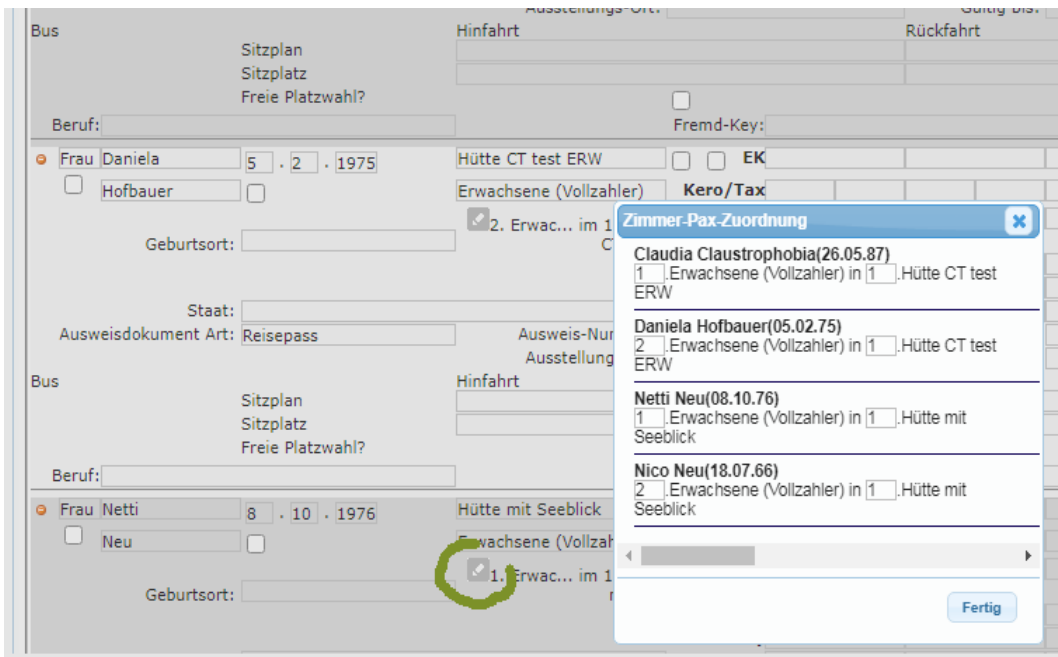 Ausstellungs-Ort: Gültig bis:
Bus Hinfahrt Rückfahrt
Sitzplan
Sitzplatz
Freie Platzwahl?
Beruf: Fremd-Key:
Frau Daniela 5 . 2 . 1975 Hütte CT test ERW EK
Hofbauer Erwachsene (Vollzahler) Kero/Tax
2. Erwac... im 1
Geburtsort:
Staat:
Ausweisdokument Art: Reisepass Ausweis-Nu
Ausstellung
Bus Hinfahrt
Sitzplan
Sitzplatz
Freie Platzwahl?
Beruf:
Frau Netti 8 . 10 . 1976 Hütte mit Seeblick
Neu Erwachsene (Vollzah
1. Erwac... im 1
Geburtsort:
Zimmer-Pax-Zuordnung
Claudia Claustrophobia(26.05.87)
1 .Erwachsene (Vollzahler) in 1 .Hütte CT test
ERW
Daniela Hofbauer(05.02.75)
2 .Erwachsene (Vollzahler) in 1 .Hütte CT test
ERW
Netti Neu(08.10.76)
1 .Erwachsene (Vollzahler) in 1 .Hütte mit
Seeblick
Nico Neu(18.07.66)
2 .Erwachsene (Vollzahler) in 1 .Hütte mit
Seeblick
Fertig